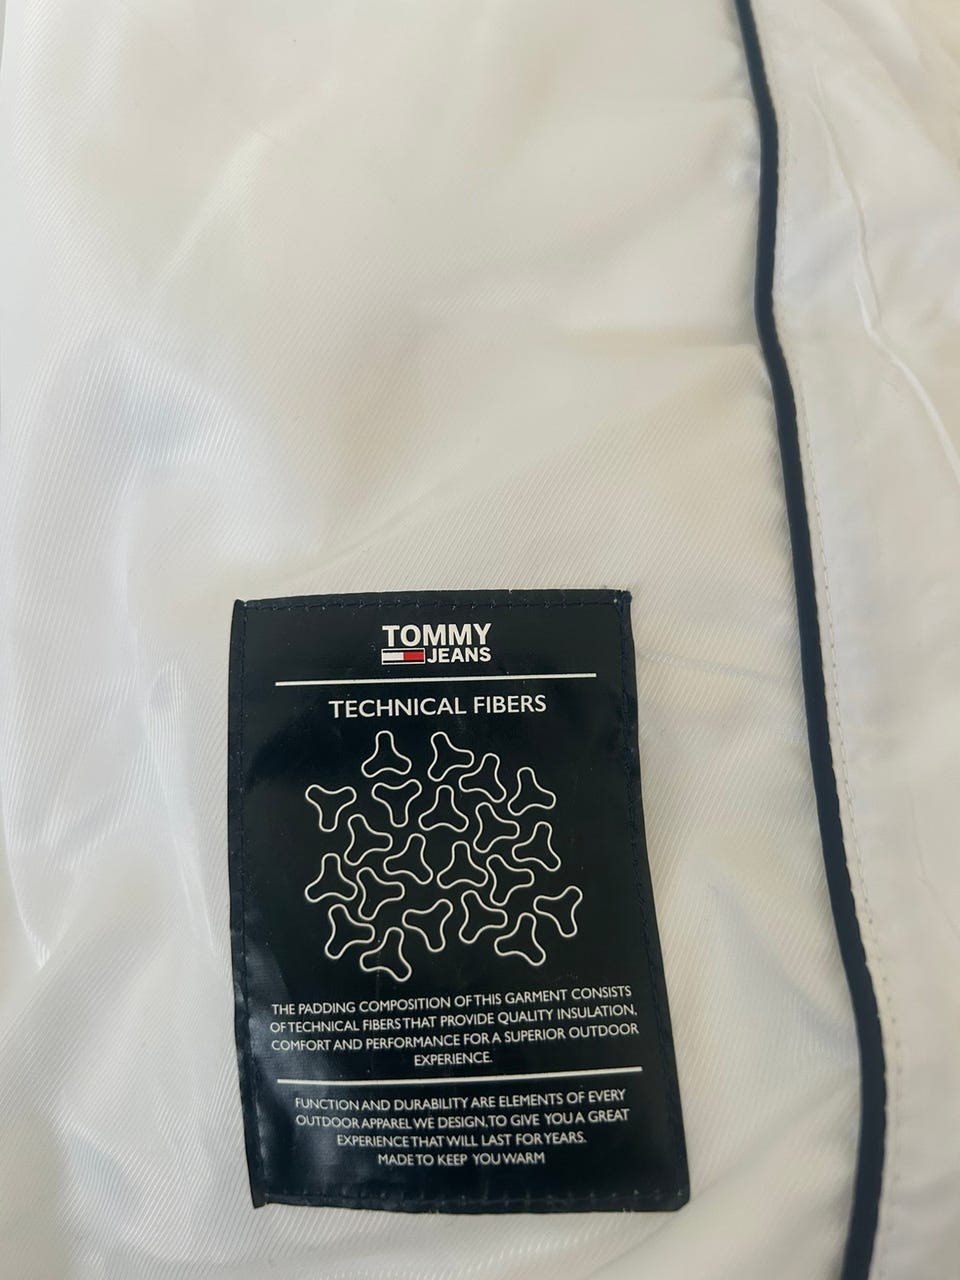 TOMMY
JEANS
TECHNICAL FIBERS
THE PADDING COMPOSITION OF THIS GARMENT CONSISTS
OF TECHNICAL FIBERS THAT PROVIDE QUALITY INSULATION,
COMFORT AND PERFORMANCE FOR A SUPERIOR OUTDOOR
EXPERIENCE.
FUNCTION AND DURABILITY ARE ELEMENTS OF EVERY
OUTDOOR APPAREL WE DESIGN, TO GIVE YOU A GREAT
EXPERIENCE THAT WILL LAST FOR YEARS.
MADE TO KEEP YOU WARM